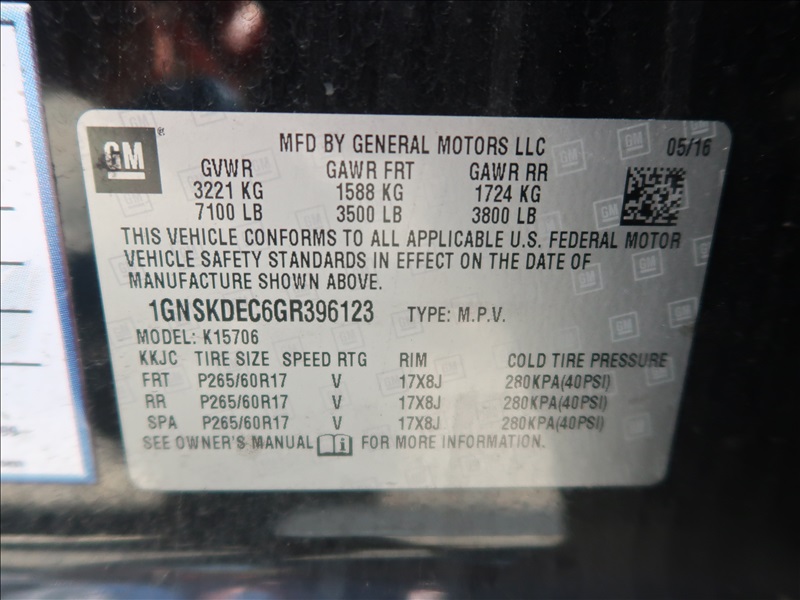 GM
MFD BY GENERAL MOTORS LLC 05/16
GVWR GAWR FRT GAWR RR
3221 KG 1588 KG 1724 KG
7100 LB 3500 LB 3800 LB
THIS VEHICLE CONFORMS TO ALL APPLICABLE U.S. FEDERAL MOTOR
VEHICLE SAFETY STANDARDS IN EFFECT ON THE DATE OF
MANUFACTURE SHOWN ABOVE.
1GNSKDEC6GR396123 TYPE: M.P.V.
MODEL: K15706
KKJC TIRE SIZE SPEED RTG RIM COLD TIRE PRESSURE
FRT P265/60R17 V 17X8J 280KPA(40PSI)
RR P265/60R17 V 17X8J 280KPA(40PSI)
SPA P265/60R17 V 17X8J 280KPA(40PSI)
SEE OWNER'S MANUAL FOR MORE INFORMATION.